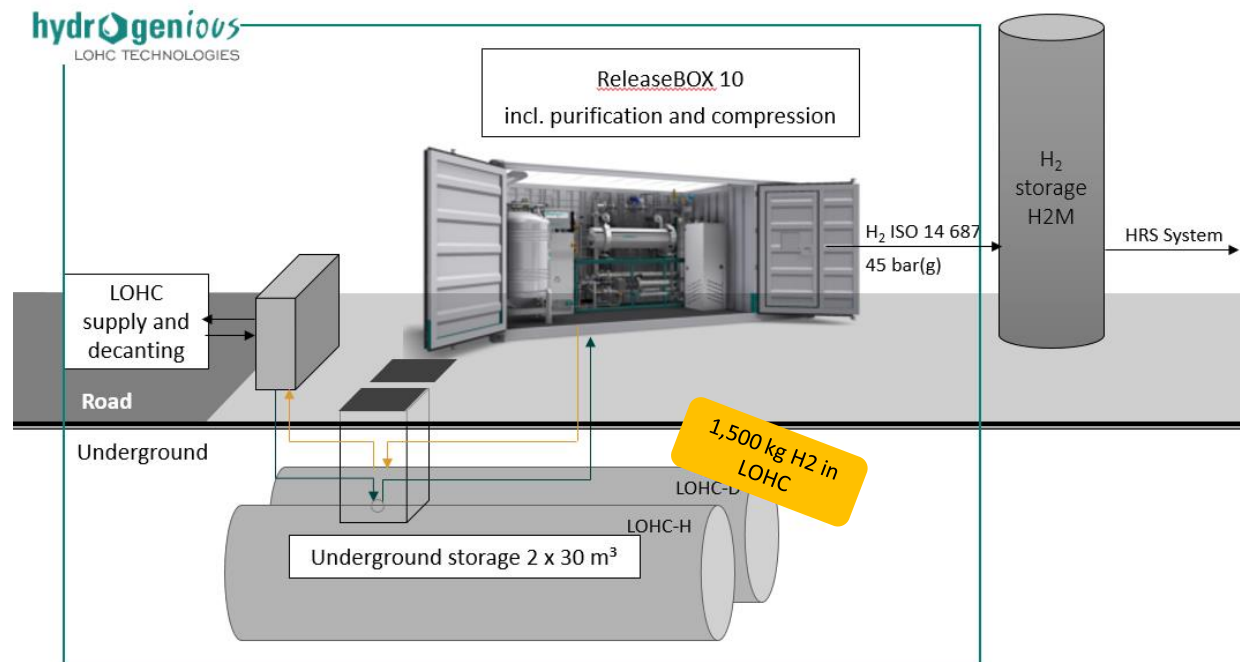 hydrogenious
LOHC TECHNOLOGIES
ReleaseBOX 10
incl. purification and compression
H₂
storage
H2M
H₂ ISO 14 687
45 bar(g)
HRS System
LOHC
supply and
decanting
Road
Underground
1,500 kg H2 in
LOHC
LOHC-D
LOHC-H
Underground storage 2 x 30 m³